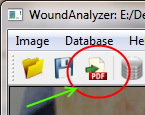 WoundAnalyzer: E:/De
Image Database He
PDF